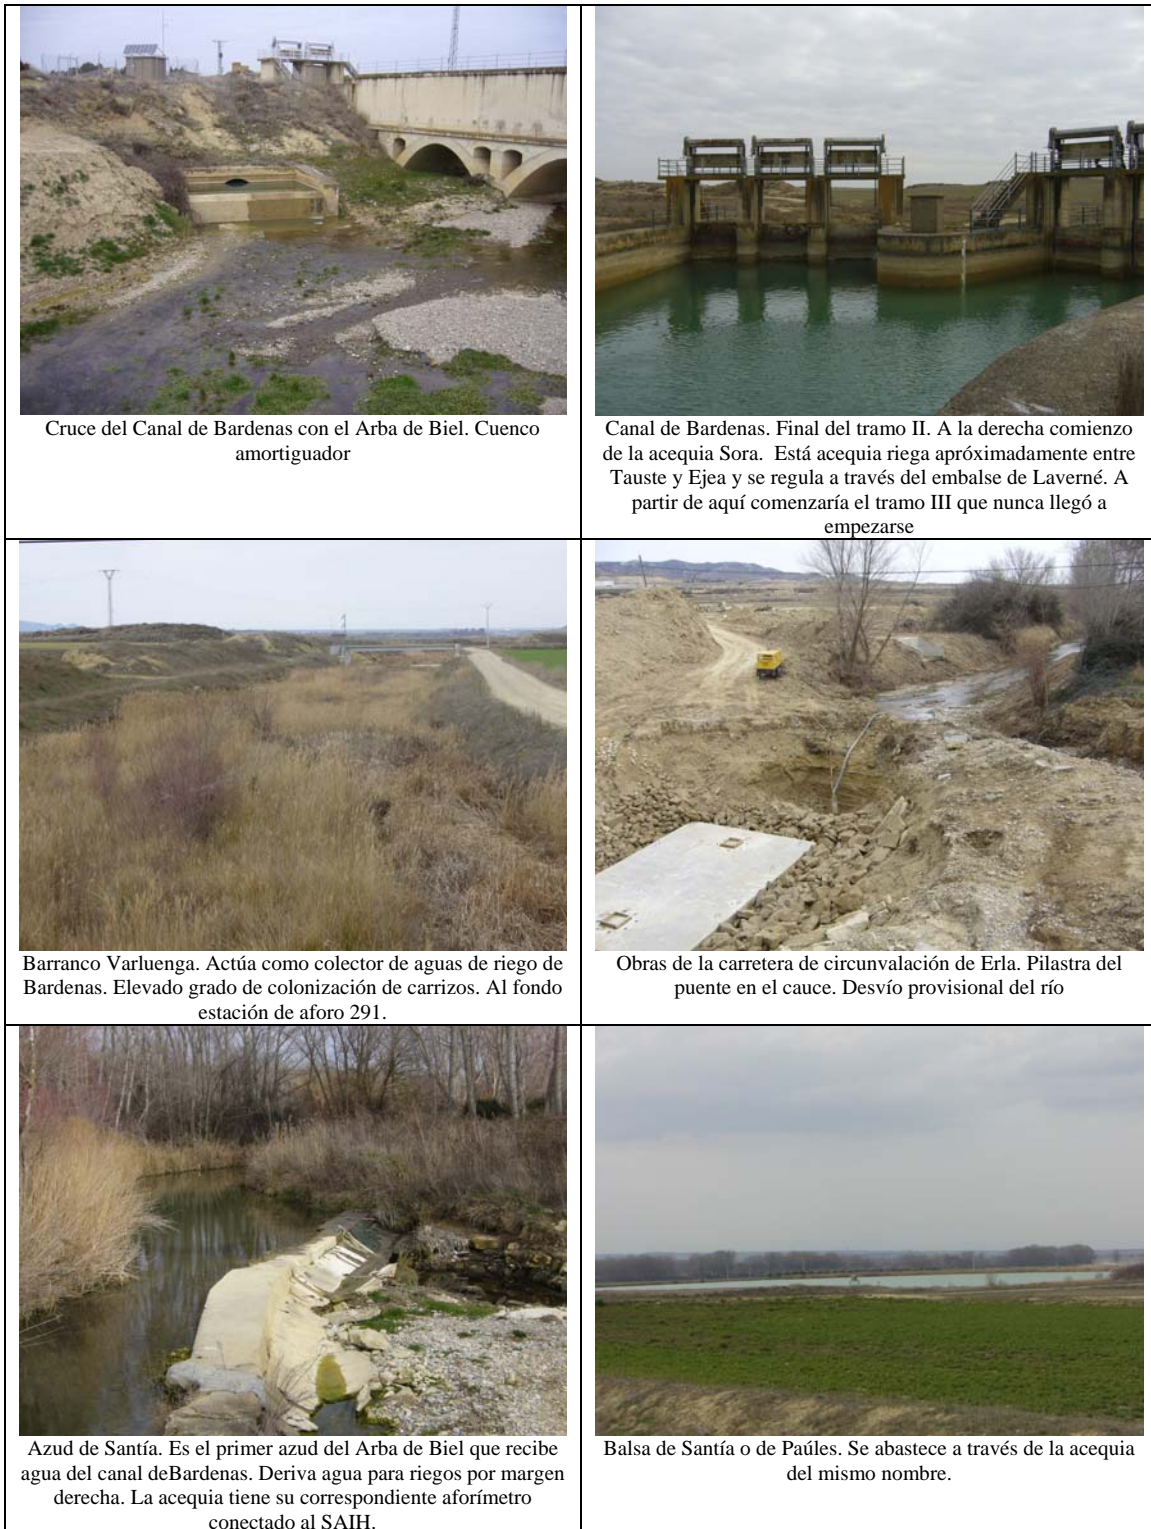 Cruce del Canal de Bardenas con el Arba de Biel. Cuenco
amortiguador
Canal de Bardenas. Final del tramo II. A la derecha comienzo
de la acequia Sora.  Está acequia riega apróximadamente entre
Tauste y Ejea y se regula a través del embalse de Laverné. A
partir de aquí comenzaría el tramo III que nunca llegó a
empezarse
Barranco Varluenga. Actúa como colector de aguas de riego de
Bardenas. Elevado grado de colonización de carrizos. Al fondo
estación de aforo 291.
Obras de la carretera de circunvalación de Erla. Pilastra del
puente en el cauce. Desvío provisional del río
Azud de Santía. Es el primer azud del Arba de Biel que recibe
agua del canal deBardenas. Deriva agua para riegos por margen
derecha. La acequia tiene su correspondiente aforímetro
conectado al SAIH.
Balsa de Santía o de Paúles. Se abastece a través de la acequia
del mismo nombre.